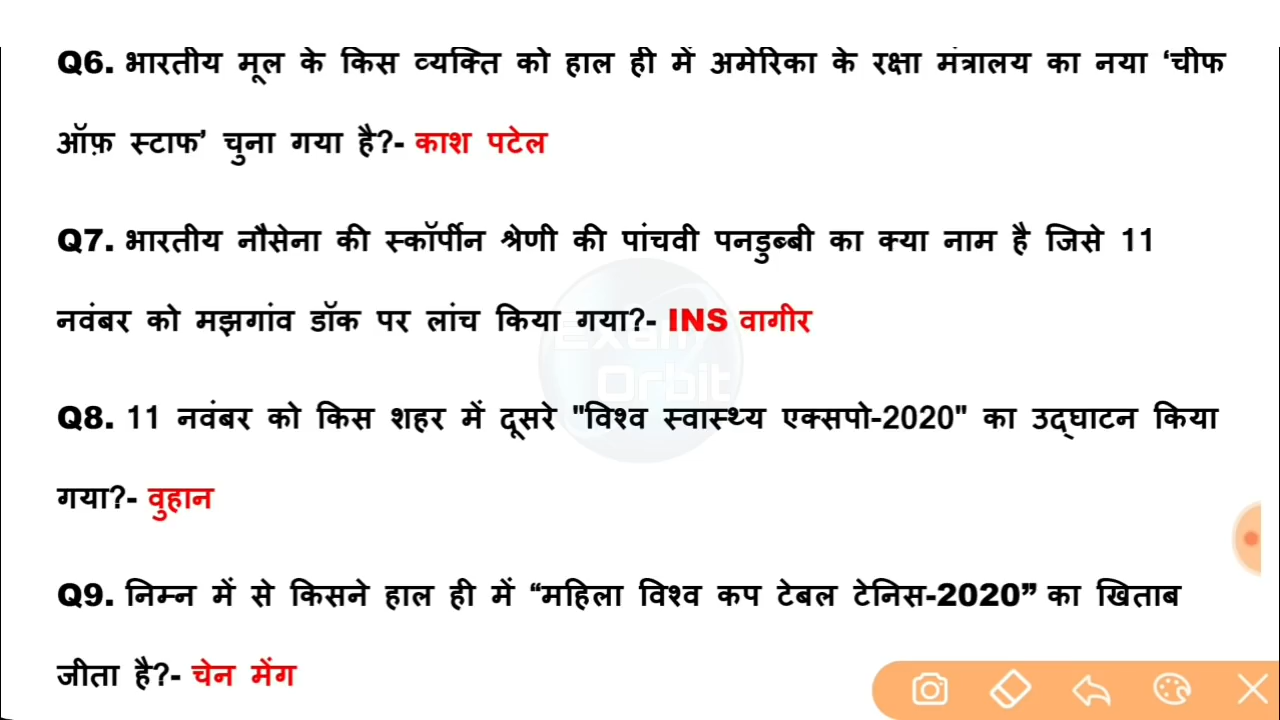 Q6. भारतीय मूल के किस व्यक्ति को हाल ही में अमेरिका के रक्षा मंत्रालय का नया ‘चीफ
ऑफ़ स्टाफ’ चुना गया है?- काश पटेल
Q7. भारतीय नौसेना की स्कॉर्पीन श्रेणी की पांचवी पनडुब्बी का क्या नाम है जिसे 11
नवंबर को मझगांव डॉक पर लांच किया गया?- INS वागीर
Exam
Orbit
Q8. 11 नवंबर को किस शहर में दूसरे "विश्व स्वास्थ्य एक्सपो-2020" का उद्घाटन किया
गया?- वुहान
Q9. निम्न में से किसने हाल ही में “महिला विश्व कप टेबल टेनिस-2020” का खिताब
जीता है?- चेन मेंग